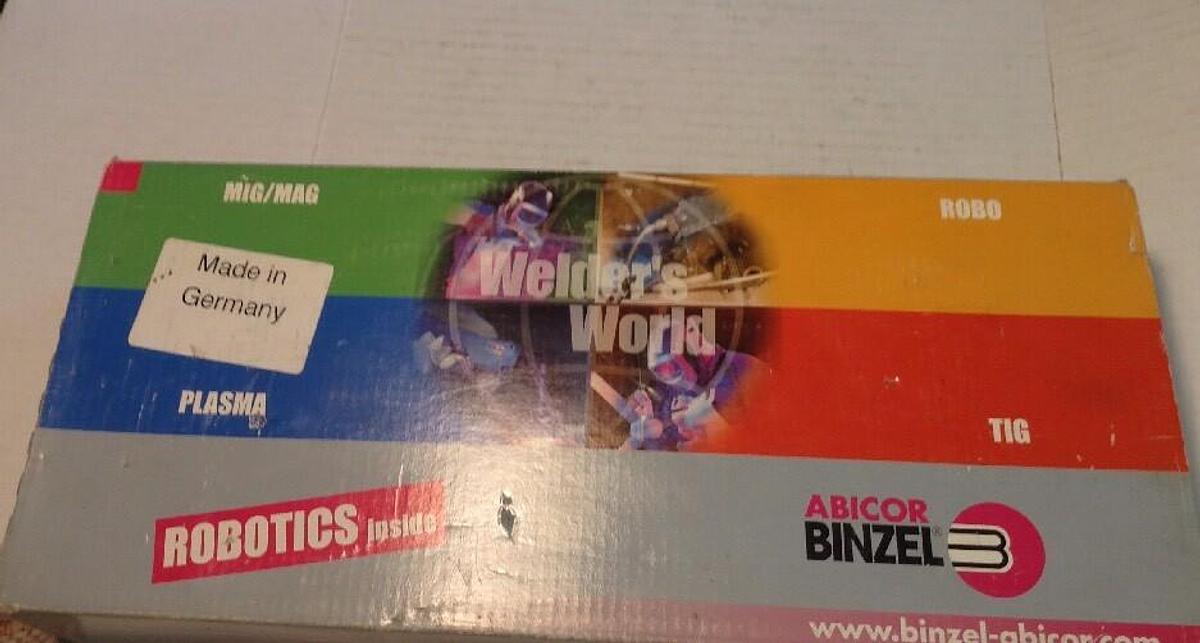 MIG/MAG
ROBO
Made in
Germany
Welder's
World
PLASMA
TIG
ROBOTICS inside
ABICOR
BINZEL®
www.binzel-abicor.com